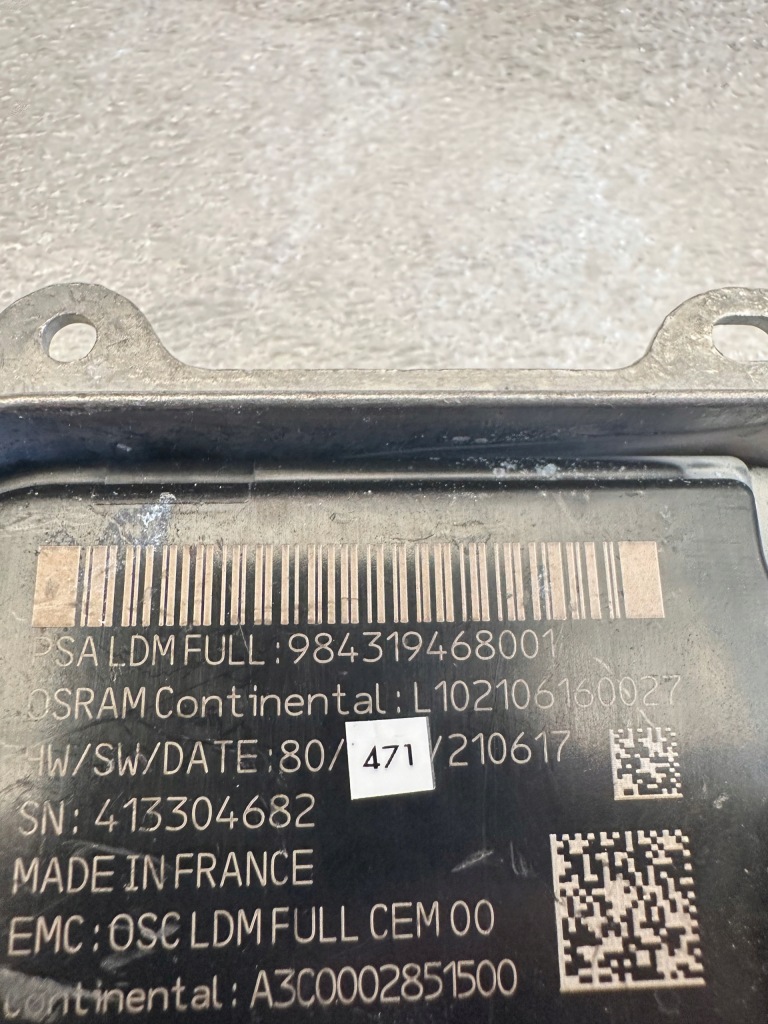 PSA LDM FULL:984319468001
OSRAM Continental:L102106160027
HW/SW/DATE:80/ 471 /210617
SN: 413304682
MADE IN FRANCE
EMC:OSC LDM FULL CEM 00
Continental: A3C0002851500